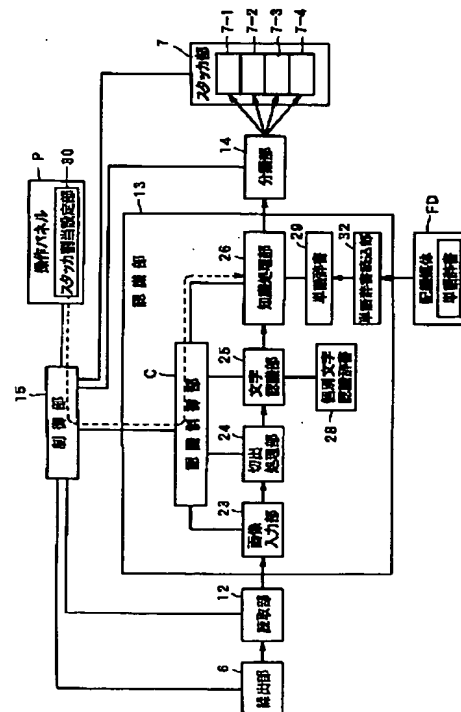 7
スタッカ部
7-1
7-2
7-3
7-4
14
分類部
P
操作パネル
80
スタッカ割当設定部
15
制御部
13
認識部
C
認識制御部
26
知識処理部
29
単語辞書
32
単語辞書読込部
FD
記憶媒体
単語辞書
25
文字認識部
28
個別文字
認識辞書
24
切出
処理部
23
画像
入力部
12
読取部
6
繰出部